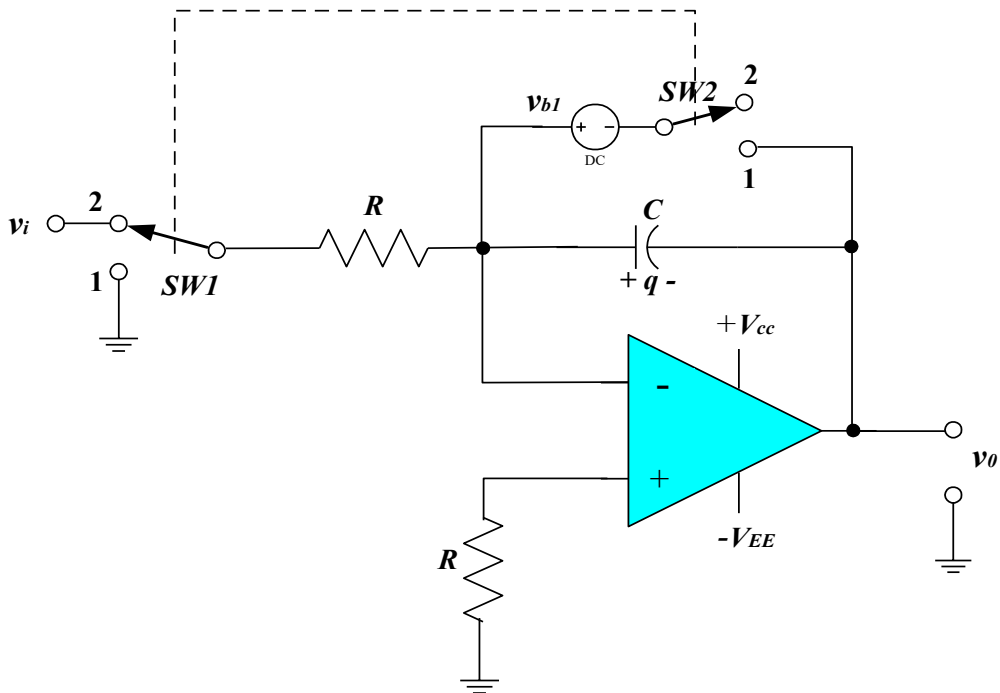 2
SW2
vb1
+ -
DC
1
R
C
2
vi
1
SW1
+ q -
+Vcc
-
+
v0
-VEE
R